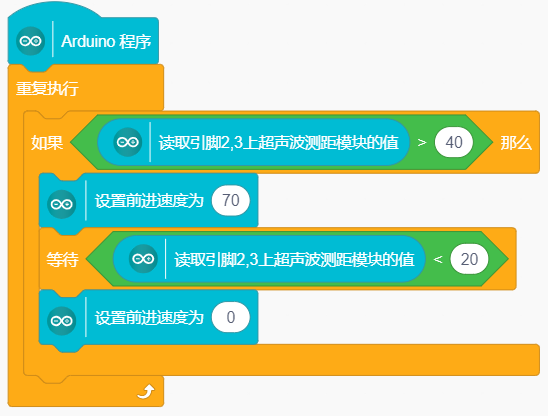 Arduino 程序
重复执行
如果 读取引脚2,3上超声波测距模块的值 > 40 那么
设置前进速度为 70
等待 读取引脚2,3上超声波测距模块的值 < 20
设置前进速度为 0